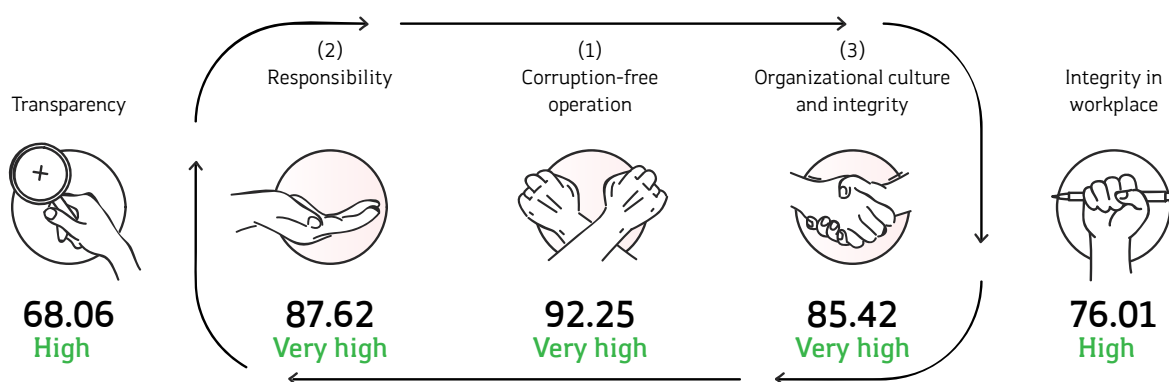 Transparency
68.06
High
(2)
Responsibility
87.62
Very high
(1)
Corruption-free
operation
92.25
Very high
(3)
Organizational culture
and integrity
85.42
Very high
Integrity in
workplace
76.01
High